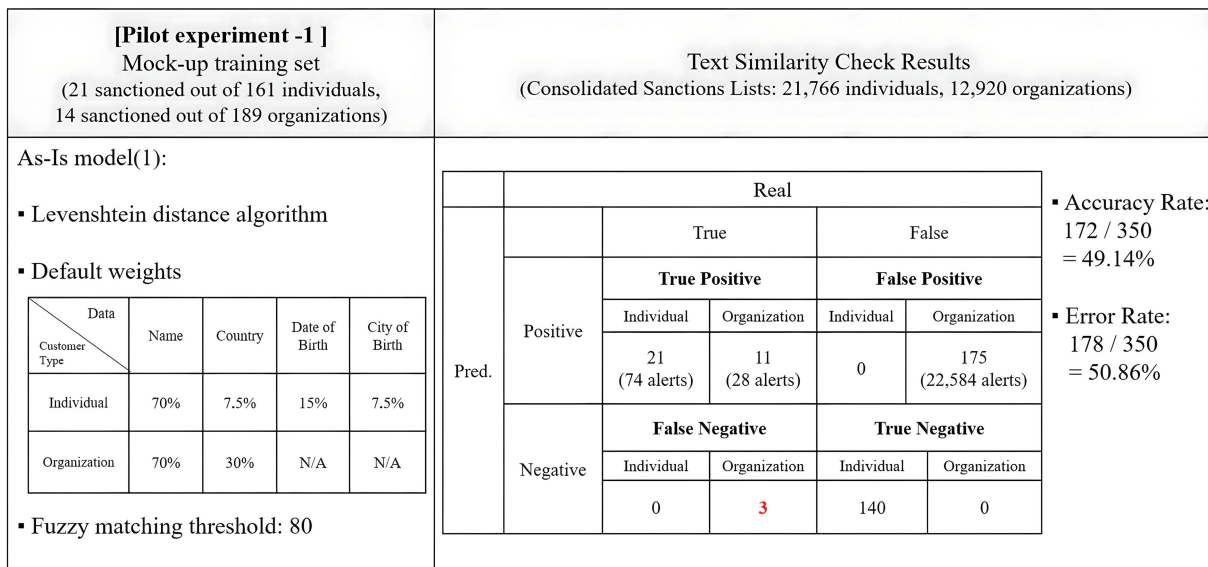 [Pilot experiment -1 ]
Mock-up training set
(21 sanctioned out of 161 individuals,
14 sanctioned out of 189 organizations)
Text Similarity Check Results
(Consolidated Sanctions Lists: 21,766 individuals, 12,920 organizations)
As-Is model(1):
▪ Levenshtein distance algorithm
▪ Default weights
Data
Customer
Type
Name
Country
Date of
Birth
City of
Birth
Individual
70%
7.5%
15%
7.5%
Organization
70%
30%
N/A
N/A
▪ Fuzzy matching threshold: 80
Real
Pred.
True
False
Positive
True Positive
False Positive
Individual
Organization
Individual
Organization
21
(74 alerts)
11
(28 alerts)
0
175
(22,584 alerts)
Negative
False Negative
True Negative
Individual
Organization
Individual
Organization
0
3
140
0
▪ Accuracy Rate:
172 / 350
= 49.14%
▪ Error Rate:
178 / 350
= 50.86%